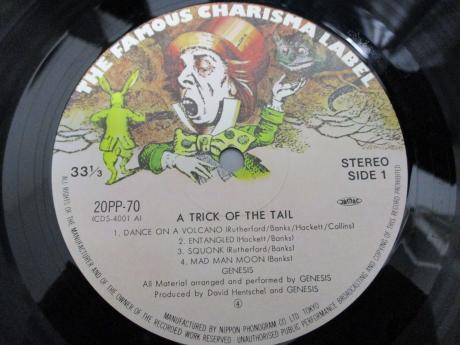 THE FAMOUS CHARISMA LABEL
33 1/3
STEREO
SIDE 1
20PP-70
(CDS-4001 A)
A TRICK OF THE TAIL
1. DANCE ON A VOLCANO (Rutherford/Banks/Hackett/Collins)
2. ENTANGLED (Hackett/Banks)
3. SQUONK (Rutherford/Banks)
4. MAD MAN MOON (Banks)
GENESIS
All Material arranged and performed by GENESIS
Produced by David Hentschel and GENESIS
4
ALL RIGHTS OF THE MANUFACTURER AND OF THE OWNER OF THE RECORDED WORK RESERVED. UNAUTHORISED PUBLIC PERFORMANCE BROADCASTING AND COPYING OF THIS RECORD PROHIBITED
MANUFACTURED BY NIPPON PHONOGRAM CO. LTD. TOKYO